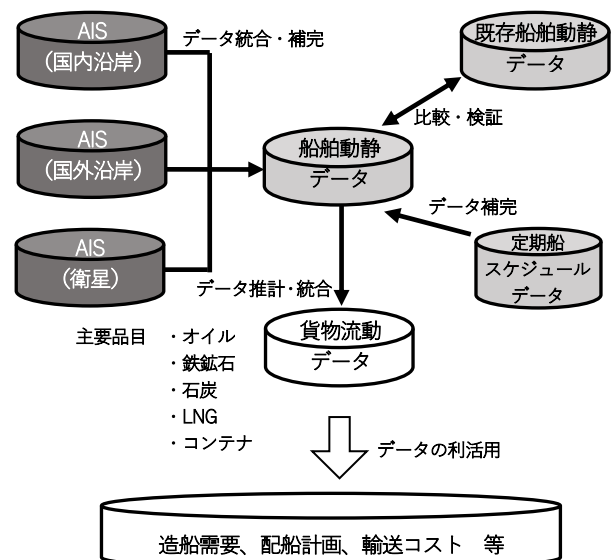 AIS
（国内沿岸）
データ統合・補完
既存船舶動静
データ
AIS
（国外沿岸）
船舶動静
データ
比較・検証
データ補完
AIS
（衛星）
定期船
スケジュール
データ
データ推計・統合
主要品目
・オイル
・鉄鉱石
・石炭
・LNG
・コンテナ
貨物流動
データ
データの利活用
造船需要、配船計画、輸送コスト　等